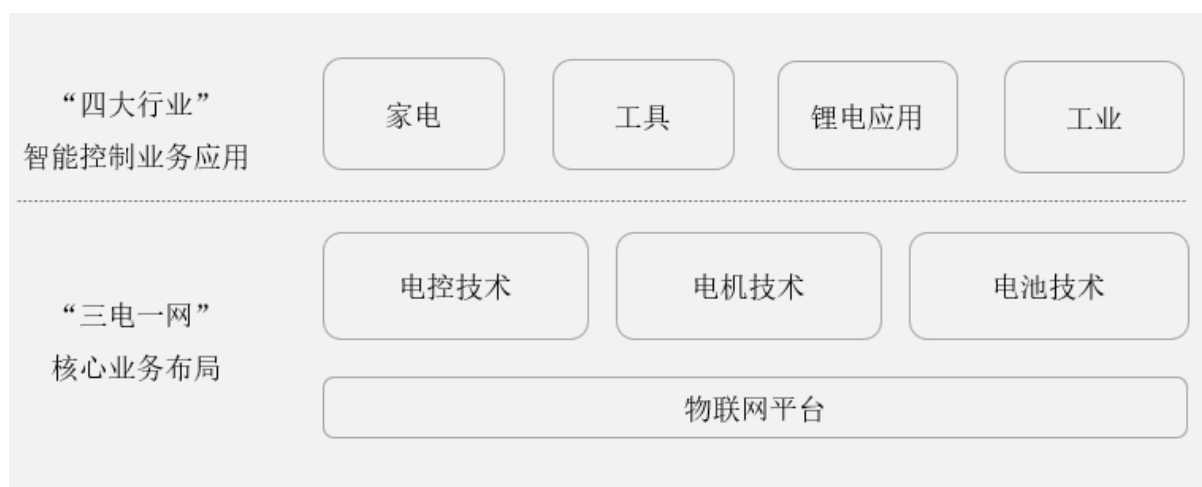 “四大行业”
智能控制业务应用
家电
工具
锂电应用
工业
“三电一网”
核心业务布局
电控技术
电机技术
电池技术
物联网平台